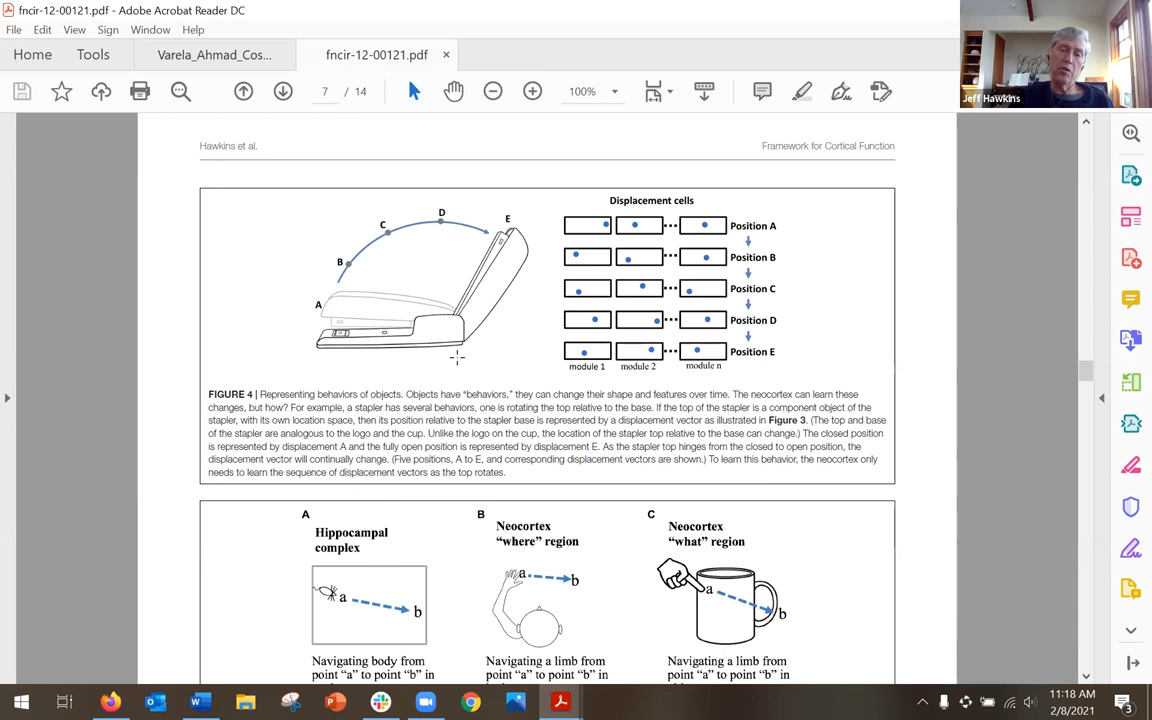 fncir-12-00121.pdf - Adobe Acrobat Reader DC
File Edit View Sign Window Help
Home Tools Varela_Ahmad_Cos... fncir-12-00121.pdf ×
7 / 14 100%
Jeff Hawkins
Hawkins et al. Framework for Cortical Function
Displacement cells
A
B
C
D
E
Position A
Position B
Position C
Position D
Position E
module 1 module 2 module n
FIGURE 4 | Representing behaviors of objects. Objects have "behaviors," they can change their shape and features over time. The neocortex can learn these
changes, but how? For example, a stapler has several behaviors, one is rotating the top relative to the base. If the top of the stapler is a component object of the
stapler, with its own location space, then its position relative to the stapler base is represented by a displacement vector as illustrated in Figure 3. (The top and base
of the stapler are analogous to the logo and the cup. Unlike the logo on the cup, the location of the stapler top relative to the base can change.) The closed position
is represented by displacement A and the fully open position is represented by displacement E. As the stapler top hinges from the closed to open position, the
displacement vector will continually change. (Five positions, A to E, and corresponding displacement vectors are shown.) To learn this behavior, the neocortex only
needs to learn the sequence of displacement vectors as the top rotates.
A
Hippocampal
complex
a b
Navigating body from
point "a" to point "b" in
B
Neocortex
"where" region
a b
Navigating a limb from
point "a" to point "b" in
C
Neocortex
"what" region
a b
Navigating a limb from
point "a" to point "b" in
11:18 AM
2/8/2021
3